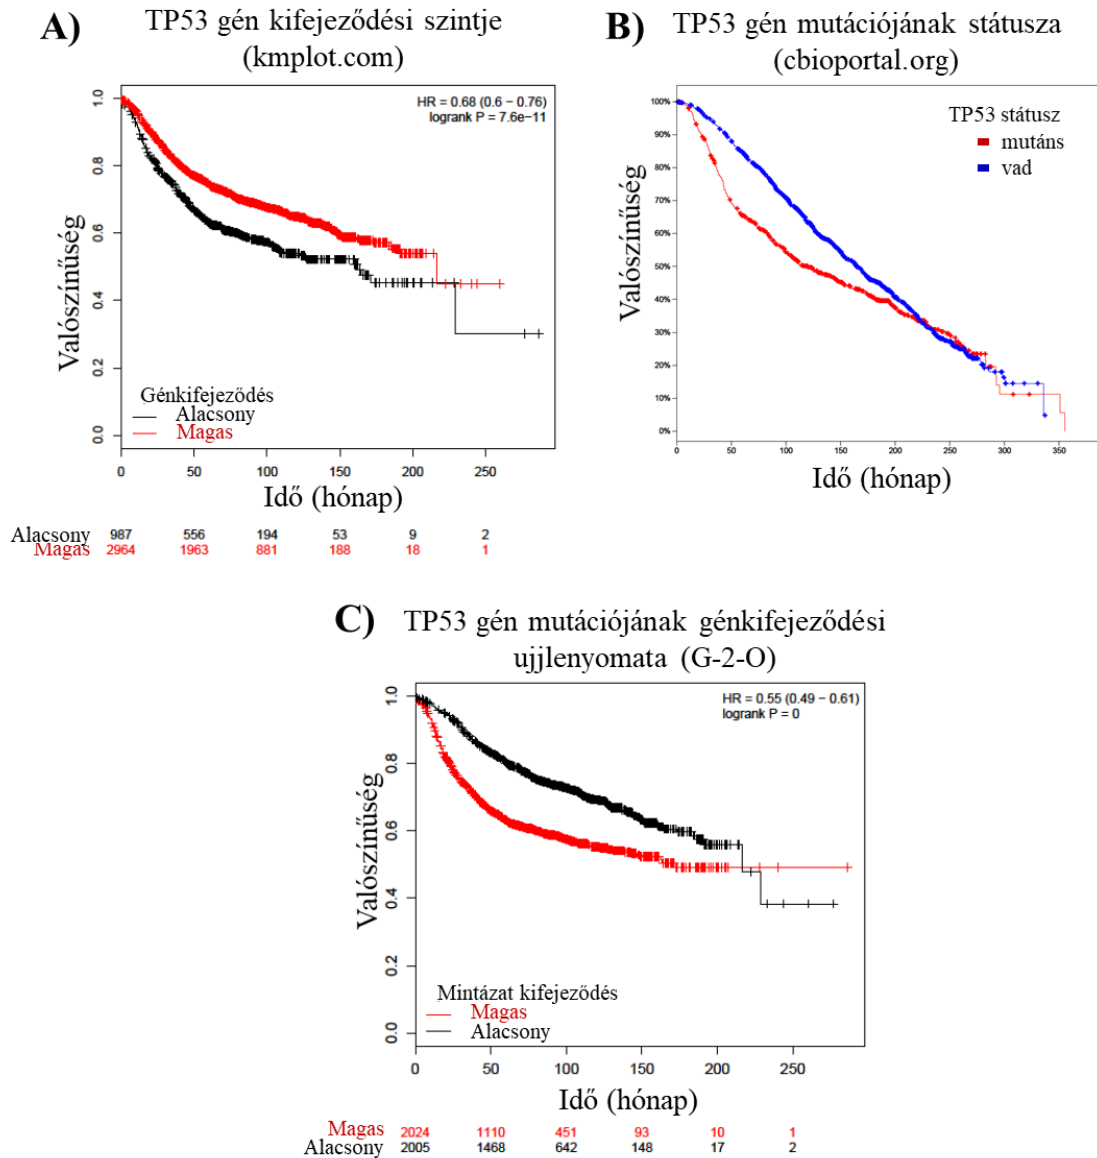 A)
TP53 gén kifejeződési szintje
(kmplot.com)
HR = 0.68 (0.6 − 0.76)
logrank P = 7.6e−11
Valószínűség
1.0
0.8
0.6
0.4
0.2
0.0
Génkifejeződés
Alacsony
Magas
0 50 100 150 200 250
Idő (hónap)
Alacsony 987 556 194 53 9 2
Magas 2964 1963 881 188 18 1
B)
TP53 gén mutációjának státusza
(cbioportal.org)
TP53 státusz
mutáns
vad
Valószínűség
100%
90%
80%
70%
60%
50%
40%
30%
20%
10%
0%
0 50 100 150 200 250 300 350
Idő (hónap)
C)
TP53 gén mutációjának génkifejeződési
ujjlenyomata (G-2-O)
HR = 0.55 (0.49 − 0.61)
logrank P = 0
Valószínűség
1.0
0.8
0.6
0.4
0.2
0.0
Mintázat kifejeződés
Magas
Alacsony
0 50 100 150 200 250
Idő (hónap)
Magas 2024 1110 451 93 10 1
Alacsony 2005 1468 642 148 17 2